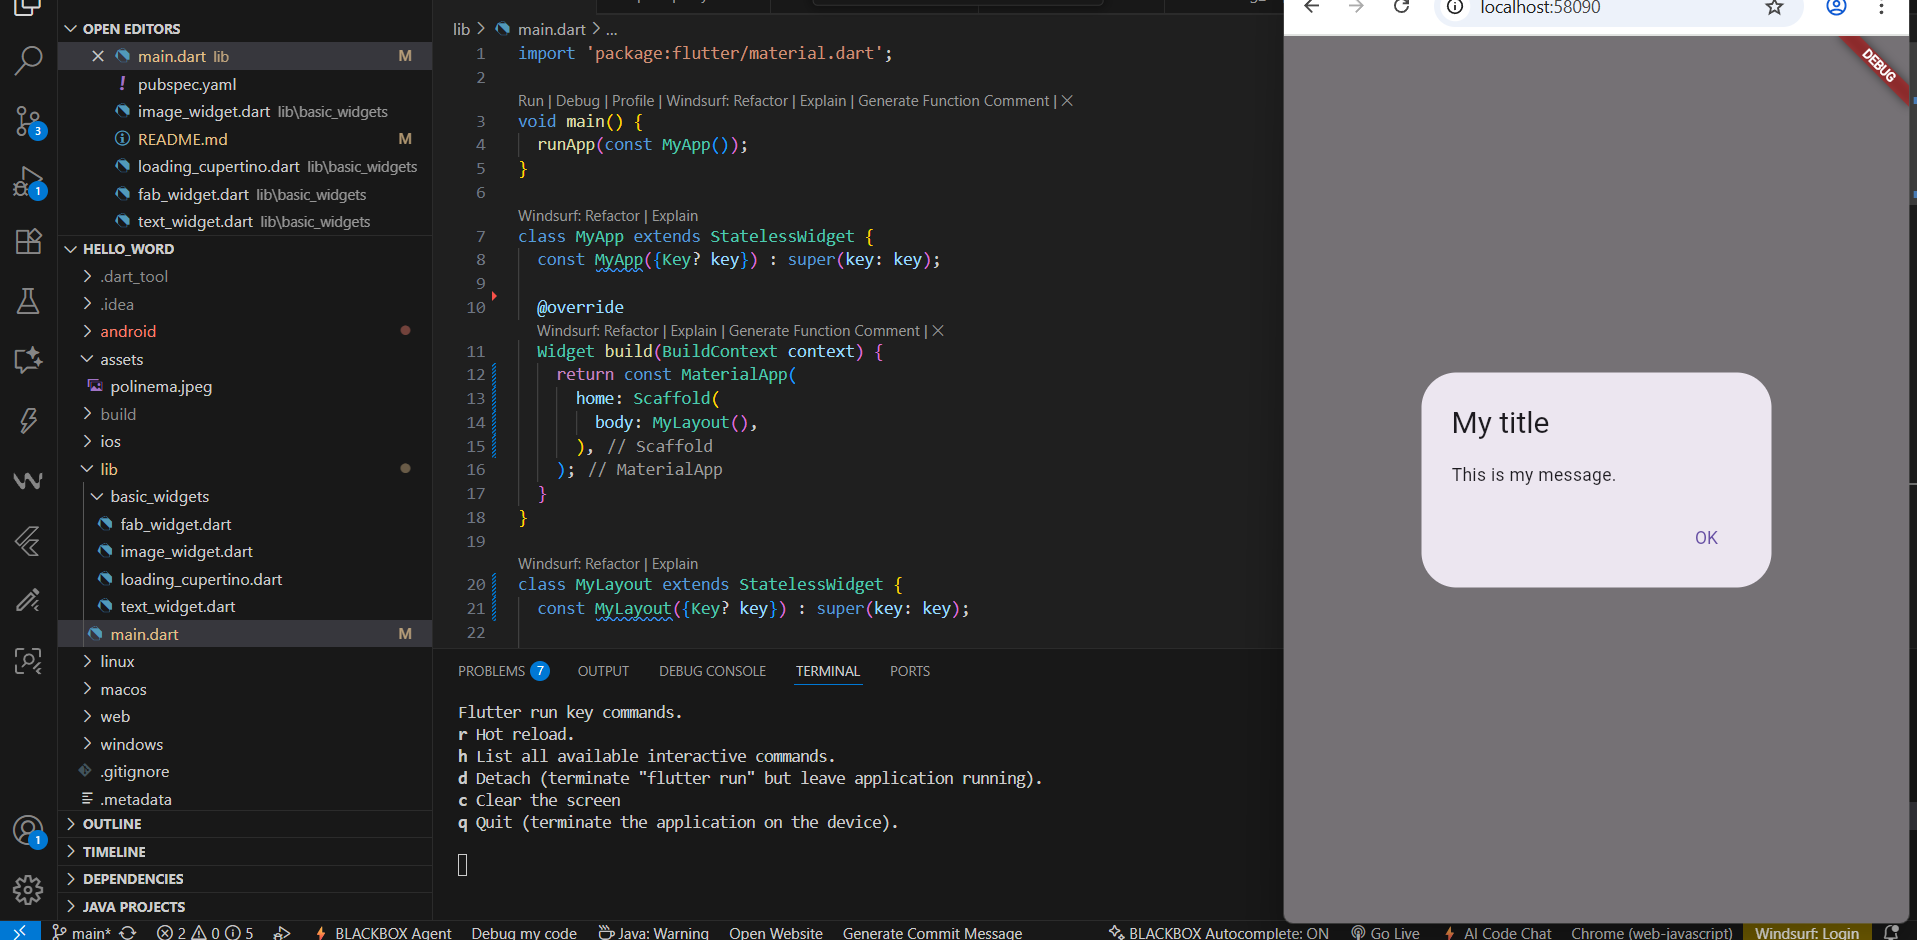 OPEN EDITORS
main.dart lib M
! pubspec.yaml
image_widget.dart lib\basic_widgets
README.md M
loading_cupertino.dart lib\basic_widgets
fab_widget.dart lib\basic_widgets
text_widget.dart lib\basic_widgets
HELLO_WORD
.dart_tool
.idea
android
assets
polinema.jpeg
build
ios
lib
basic_widgets
fab_widget.dart
image_widget.dart
loading_cupertino.dart
text_widget.dart
main.dart M
linux
macos
web
windows
.gitignore
.metadata
OUTLINE
TIMELINE
DEPENDENCIES
JAVA PROJECTS
3
1
1
lib > main.dart > ...
1 import 'package:flutter/material.dart';
2
Run | Debug | Profile | Windsurf: Refactor | Explain | Generate Function Comment | X
3 void main() {
4 runApp(const MyApp());
5 }
6
Windsurf: Refactor | Explain
7 class MyApp extends StatelessWidget {
8 const MyApp({Key? key}) : super(key: key);
9
10 @override
Windsurf: Refactor | Explain | Generate Function Comment | X
11 Widget build(BuildContext context) {
12 return const MaterialApp(
13 home: Scaffold(
14 body: MyLayout(),
15 ), // Scaffold
16 ); // MaterialApp
17 }
18 }
19
Windsurf: Refactor | Explain
20 class MyLayout extends StatelessWidget {
21 const MyLayout({Key? key}) : super(key: key);
22
PROBLEMS 7 OUTPUT DEBUG CONSOLE TERMINAL PORTS
Flutter run key commands.
r Hot reload.
h List all available interactive commands.
d Detach (terminate "flutter run" but leave application running).
c Clear the screen
q Quit (terminate the application on the device).
localhost:58090
DEBUG
My title
This is my message.
OK
main* 2 0 5 BLACKBOX Agent Debug my code Java: Warning Open Website Generate Commit Message BLACKBOX Autocomplete: ON Go Live AI Code Chat Chrome (web-javascript) Windsurf: Login